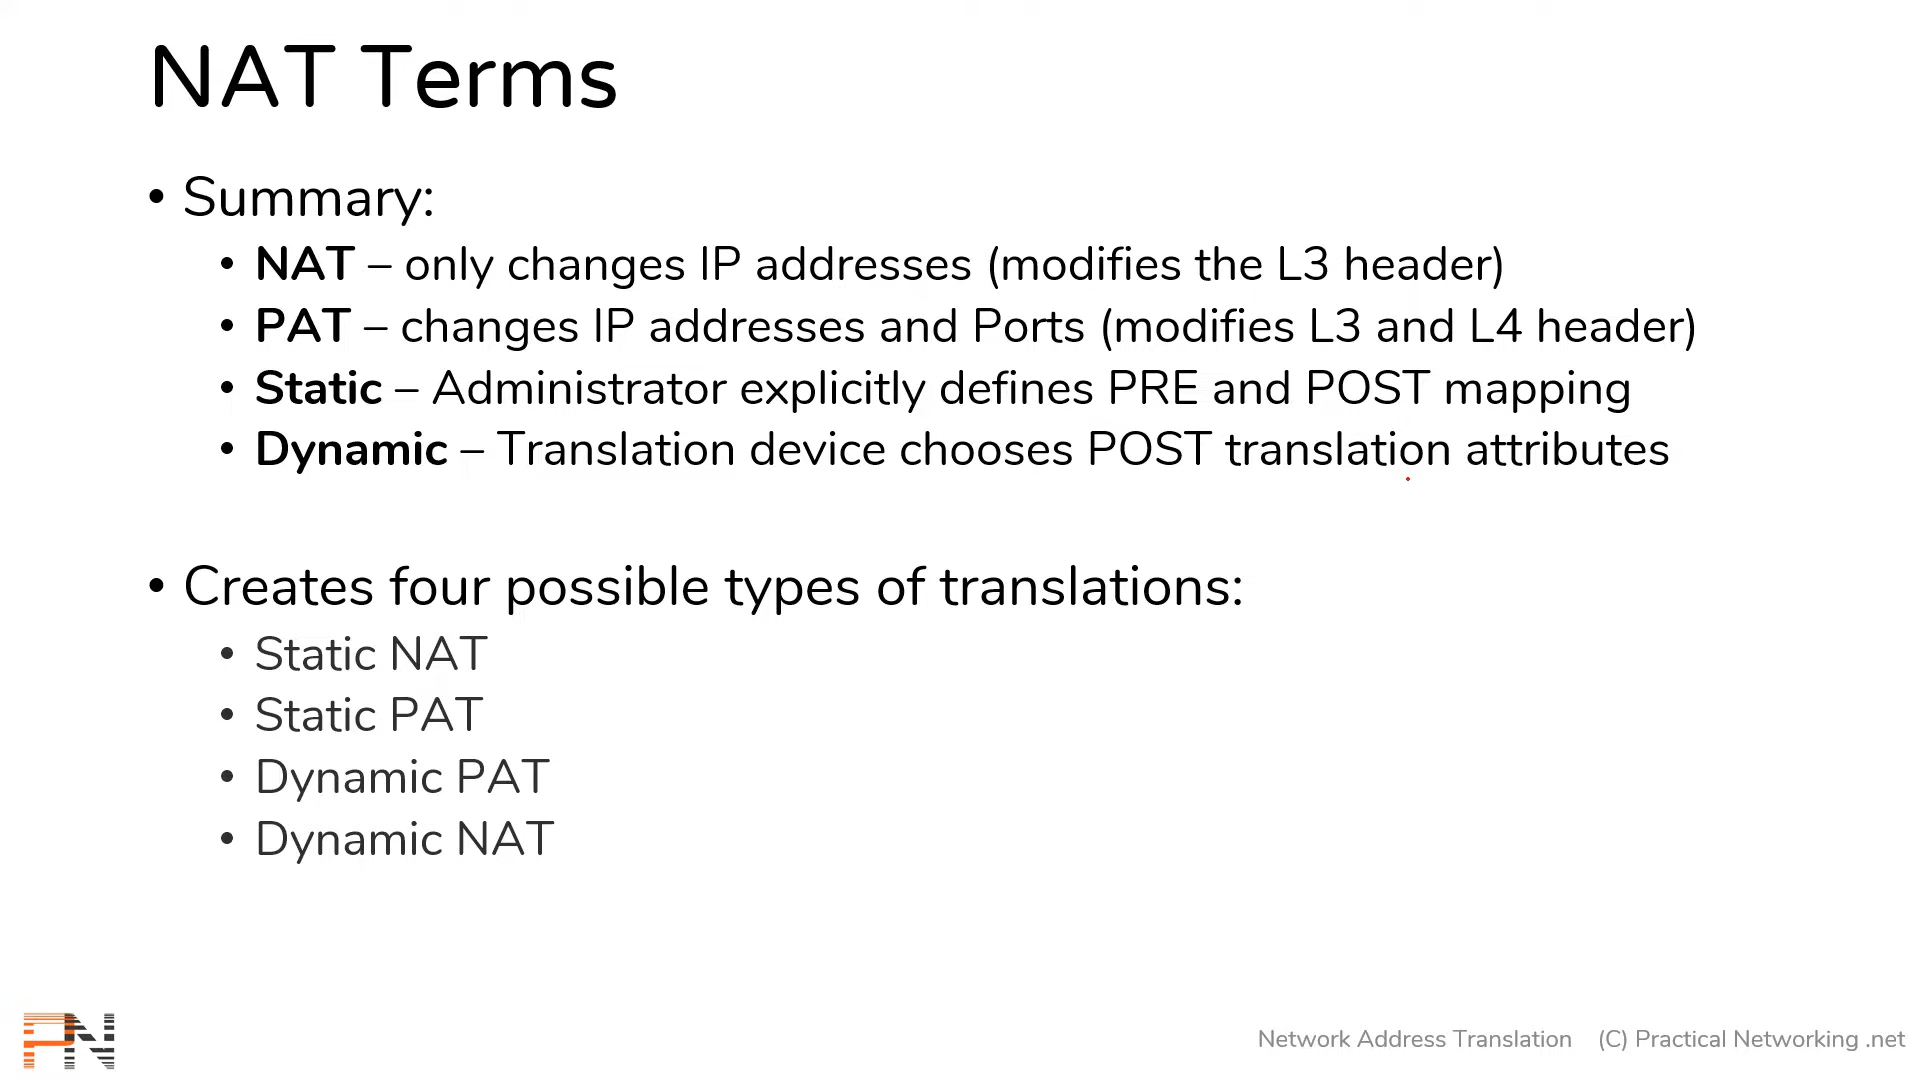 NAT Terms
• Summary:
• NAT – only changes IP addresses (modifies the L3 header)
• PAT – changes IP addresses and Ports (modifies L3 and L4 header)
• Static – Administrator explicitly defines PRE and POST mapping
• Dynamic – Translation device chooses POST translation attributes
• Creates four possible types of translations:
• Static NAT
• Static PAT
• Dynamic PAT
• Dynamic NAT
PN
Network Address Translation (C) Practical Networking .net